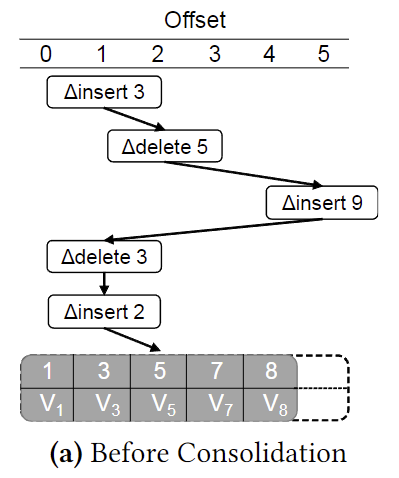 Offset
0 1 2 3 4 5
Δinsert 3
Δdelete 5
Δinsert 9
Δdelete 3
Δinsert 2
1 3 5 7 8
V₁ V₃ V₅ V₇ V₈
(a) Before Consolidation